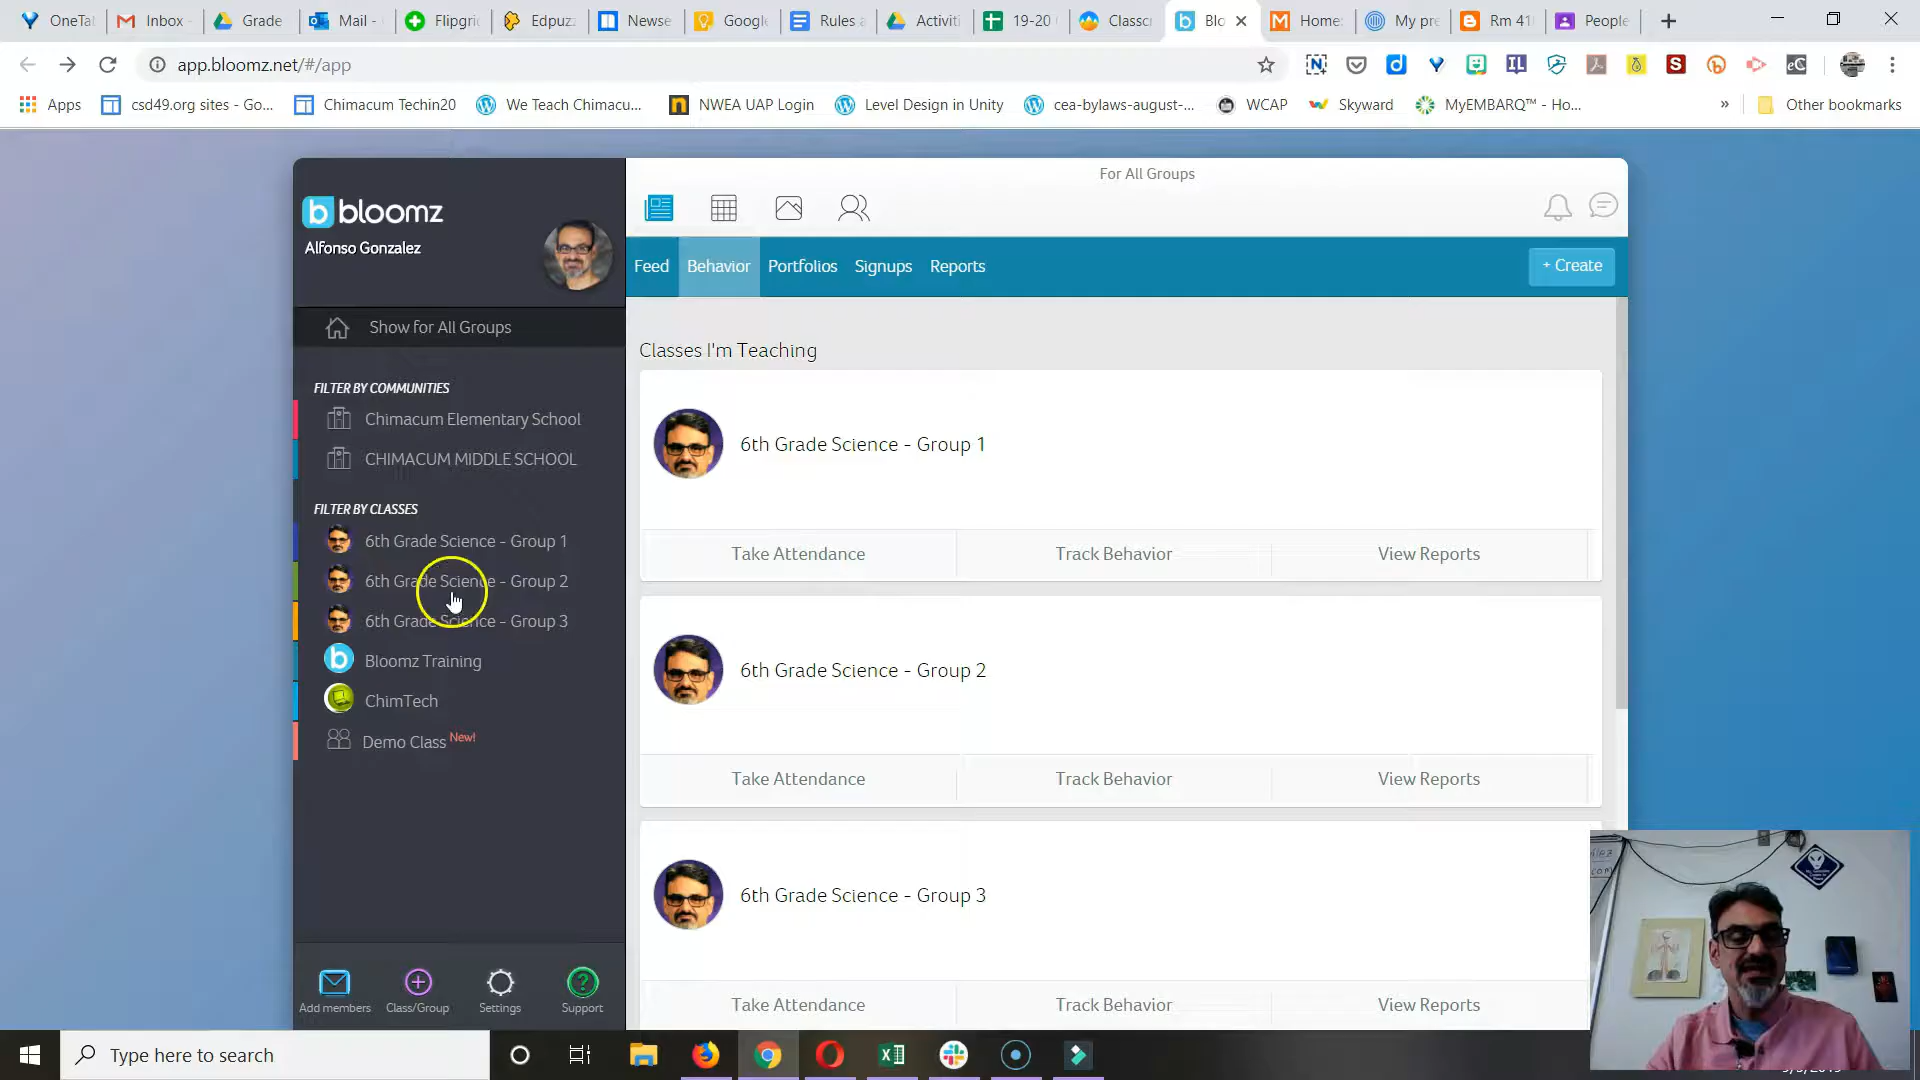 OneTa
Inbox
Grade
Mail -
Flipgri
Edpuzz
Newse
Google
Rules a
Activiti
19-20
Classcr
Blo
Home
My pre
Rm 41
People
app.bloomz.net/#/app
Apps
csd49.org sites - Go...
Chimacum Techin20
We Teach Chimacu...
NWEA UAP Login
Level Design in Unity
cea-bylaws-august-...
WCAP
Skyward
MyEMBARQ™ - Ho...
»
Other bookmarks
bloomz
Alfonso Gonzalez
For All Groups
Feed
Behavior
Portfolios
Signups
Reports
+ Create
Show for All Groups
FILTER BY COMMUNITIES
Chimacum Elementary School
CHIMACUM MIDDLE SCHOOL
FILTER BY CLASSES
6th Grade Science - Group 1
6th Grade Science - Group 2
6th Grade Science - Group 3
Bloomz Training
ChimTech
Demo Class New!
Add members
Class/Group
Settings
Support
Classes I'm Teaching
6th Grade Science - Group 1
Take Attendance
Track Behavior
View Reports
6th Grade Science - Group 2
Take Attendance
Track Behavior
View Reports
6th Grade Science - Group 3
Take Attendance
Track Behavior
View Reports
Type here to search